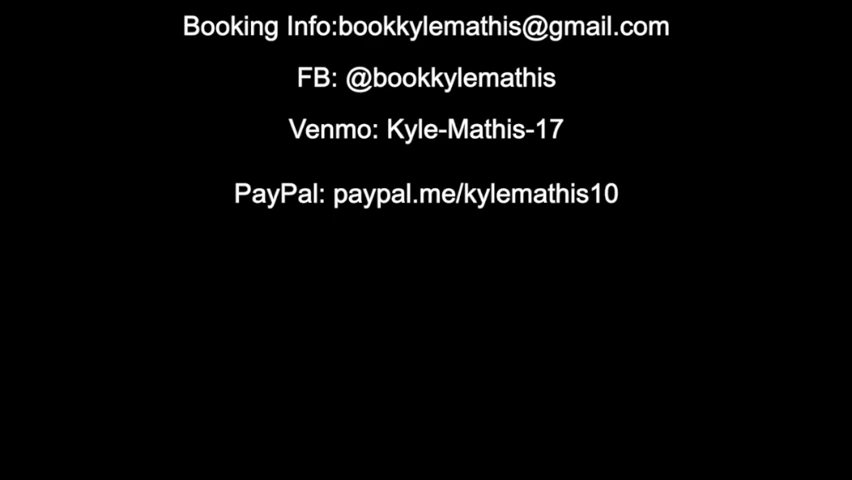 Booking Info:bookkylemathis@gmail.com
FB: @bookkylemathis
Venmo: Kyle-Mathis-17
PayPal: paypal.me/kylemathis10